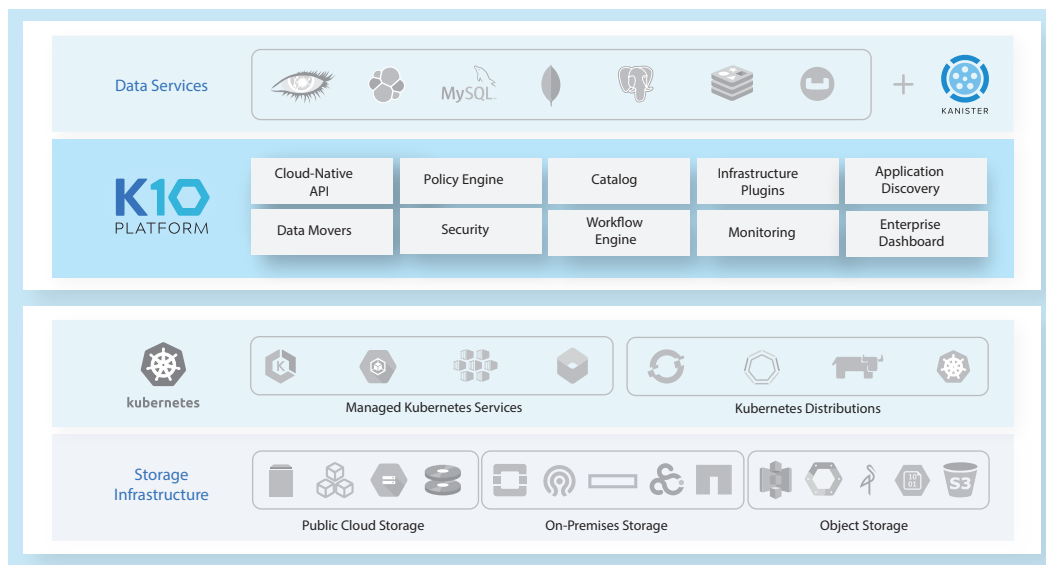 Data Services
MySQL
KANISTER
K10
PLATFORM
Cloud-Native
API
Policy Engine
Catalog
Infrastructure
Plugins
Application
Discovery
Data Movers
Security
Workflow
Engine
Monitoring
Enterprise
Dashboard
kubernetes
K
Managed Kubernetes Services
Kubernetes Distributions
Storage
Infrastructure
10
01
S3
Public Cloud Storage
On-Premises Storage
Object Storage